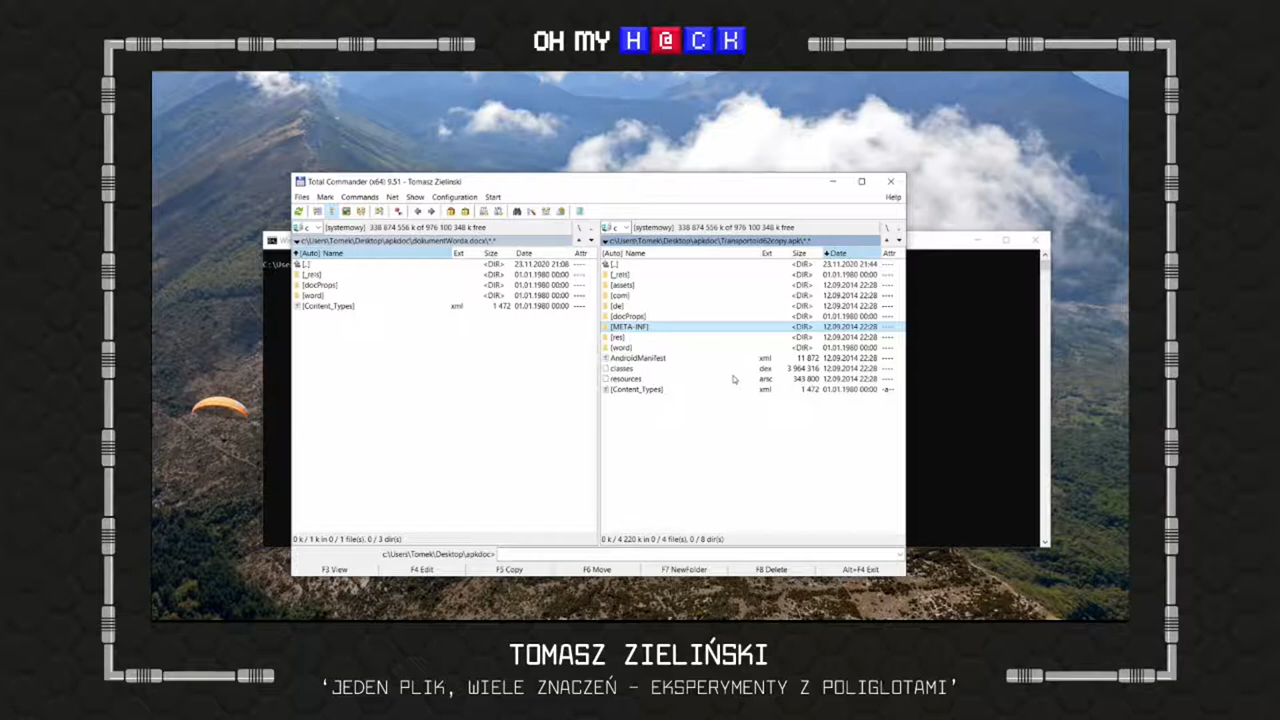 OH MY H@CK
Total Commander (x64) 9.51 - Tomasz Zielinski
Files Mark Commands Net Show Configuration Start Help
c [systemowy] 338 874 556 k of 976 100 348 k free \ ..
c [systemowy] 338 874 556 k of 976 100 348 k free \ ..
c:\Users\Tomek\Desktop\apkdoc\dokumentWorda.docx\*.*
c:\Users\Tomek\Desktop\apkdoc\Transportoid62copy.apk\*.*
[Auto] Name Ext Size Date Attr
[..] <DIR> 23.11.2020 21:08 ----
[_rels] <DIR> 01.01.1980 00:00 ----
[docProps] <DIR> 01.01.1980 00:00 ----
[word] <DIR> 01.01.1980 00:00 ----
[Content_Types] xml 1 472 01.01.1980 00:00 ----
[Auto] Name Ext Size Date Attr
[..] <DIR> 23.11.2020 21:44 ----
[_rels] <DIR> 01.01.1980 00:00 ----
[assets] <DIR> 12.09.2014 22:28 ----
[com] <DIR> 12.09.2014 22:28 ----
[de] <DIR> 12.09.2014 22:28 ----
[docProps] <DIR> 01.01.1980 00:00 ----
[META-INF] <DIR> 12.09.2014 22:28 ----
[res] <DIR> 12.09.2014 22:28 ----
[word] <DIR> 01.01.1980 00:00 ----
AndroidManifest xml 11 872 12.09.2014 22:28 ----
classes dex 3 964 316 12.09.2014 22:28 ----
resources arsc 343 800 12.09.2014 22:28 ----
[Content_Types] xml 1 472 01.01.1980 00:00 -a--
C:\Use
0 k / 1 k in 0 / 1 file(s), 0 / 3 dir(s)
0 k / 4 220 k in 0 / 4 file(s), 0 / 8 dir(s)
c:\Users\Tomek\Desktop\apkdoc>
F3 View F4 Edit F5 Copy F6 Move F7 NewFolder F8 Delete Alt+F4 Exit
TOMASZ ZIELIŃSKI
'JEDEN PLIK, WIELE ZNACZEŃ - EKSPERYMENTY Z POLIGLOTAMI'